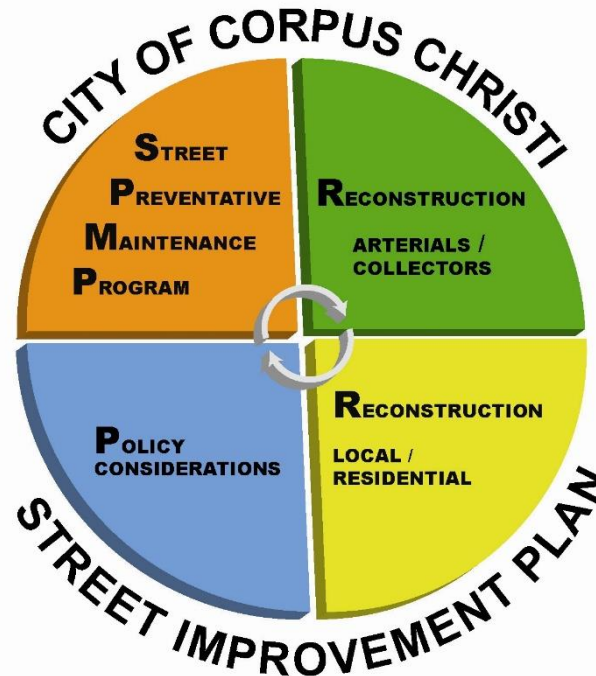 CITY OF CORPUS CHRISTI
STREET
PREVENTATIVE
MAINTENANCE
PROGRAM
RECONSTRUCTION
ARTERIALS /
COLLECTORS
POLICY
CONSIDERATIONS
RECONSTRUCTION
LOCAL /
RESIDENTIAL
STREET IMPROVEMENT PLAN